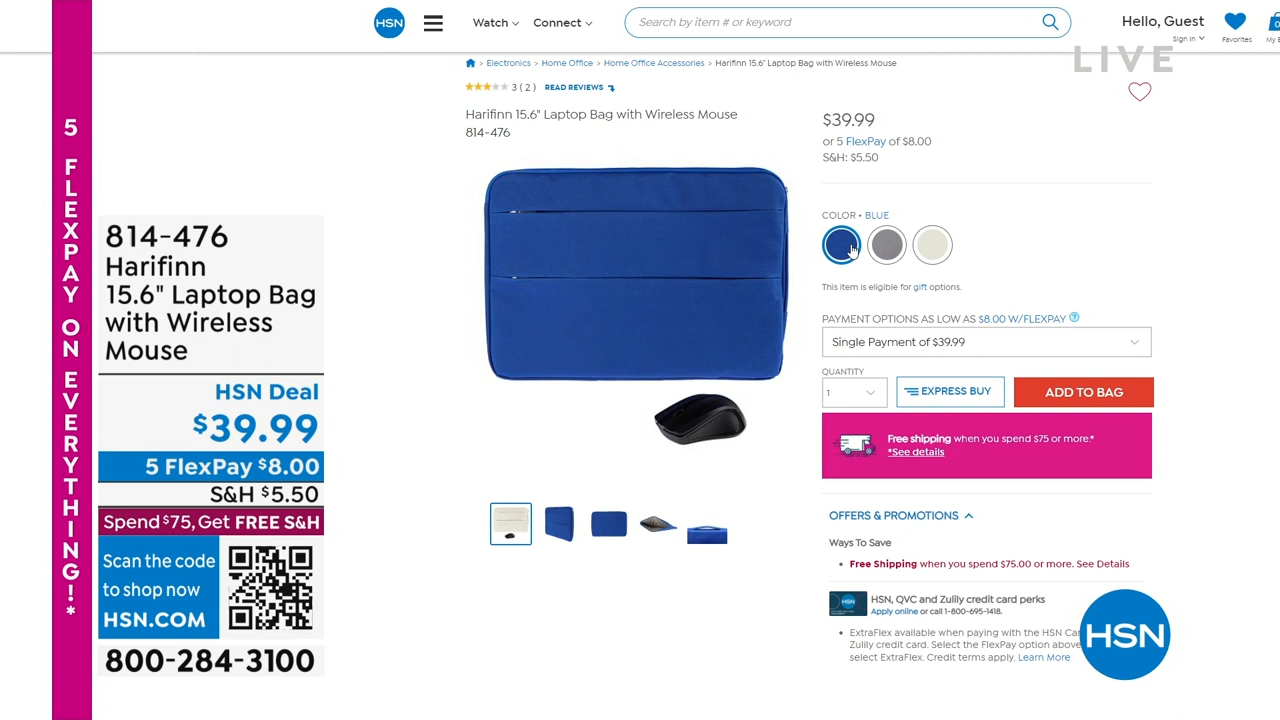 5 FLEXPAY ON EVERYTHING!*
814-476
Harifinn
15.6" Laptop Bag
with Wireless
Mouse
HSN Deal
$39.99
5 FlexPay $8.00
S&H $5.50
Spend $75, Get FREE S&H
Scan the code
to shop now
HSN.COM
800-284-3100
HSN
Watch
Connect
Search by item # or keyword
Hello, Guest
Sign In
Favorites
0
LIVE
Electronics > Home Office > Home Office Accessories > Harifinn 15.6" Laptop Bag with Wireless Mouse
3 ( 2 ) READ REVIEWS
Harifinn 15.6" Laptop Bag with Wireless Mouse
814-476
$39.99
or 5 FlexPay of $8.00
S&H: $5.50
COLOR • BLUE
This item is eligible for gift options.
PAYMENT OPTIONS AS LOW AS $8.00 W/FLEXPAY
Single Payment of $39.99
QUANTITY
1
EXPRESS BUY
ADD TO BAG
Free shipping when you spend $75 or more.*
*See details
OFFERS & PROMOTIONS
Ways To Save
• Free Shipping when you spend $75.00 or more. See Details
HSN, QVC and Zulily credit card perks
Apply online or call 1-800-695-1418.
• ExtraFlex available when paying with the HSN Car
Zulily credit card. Select the FlexPay option above
select ExtraFlex. Credit terms apply. Learn More
HSN